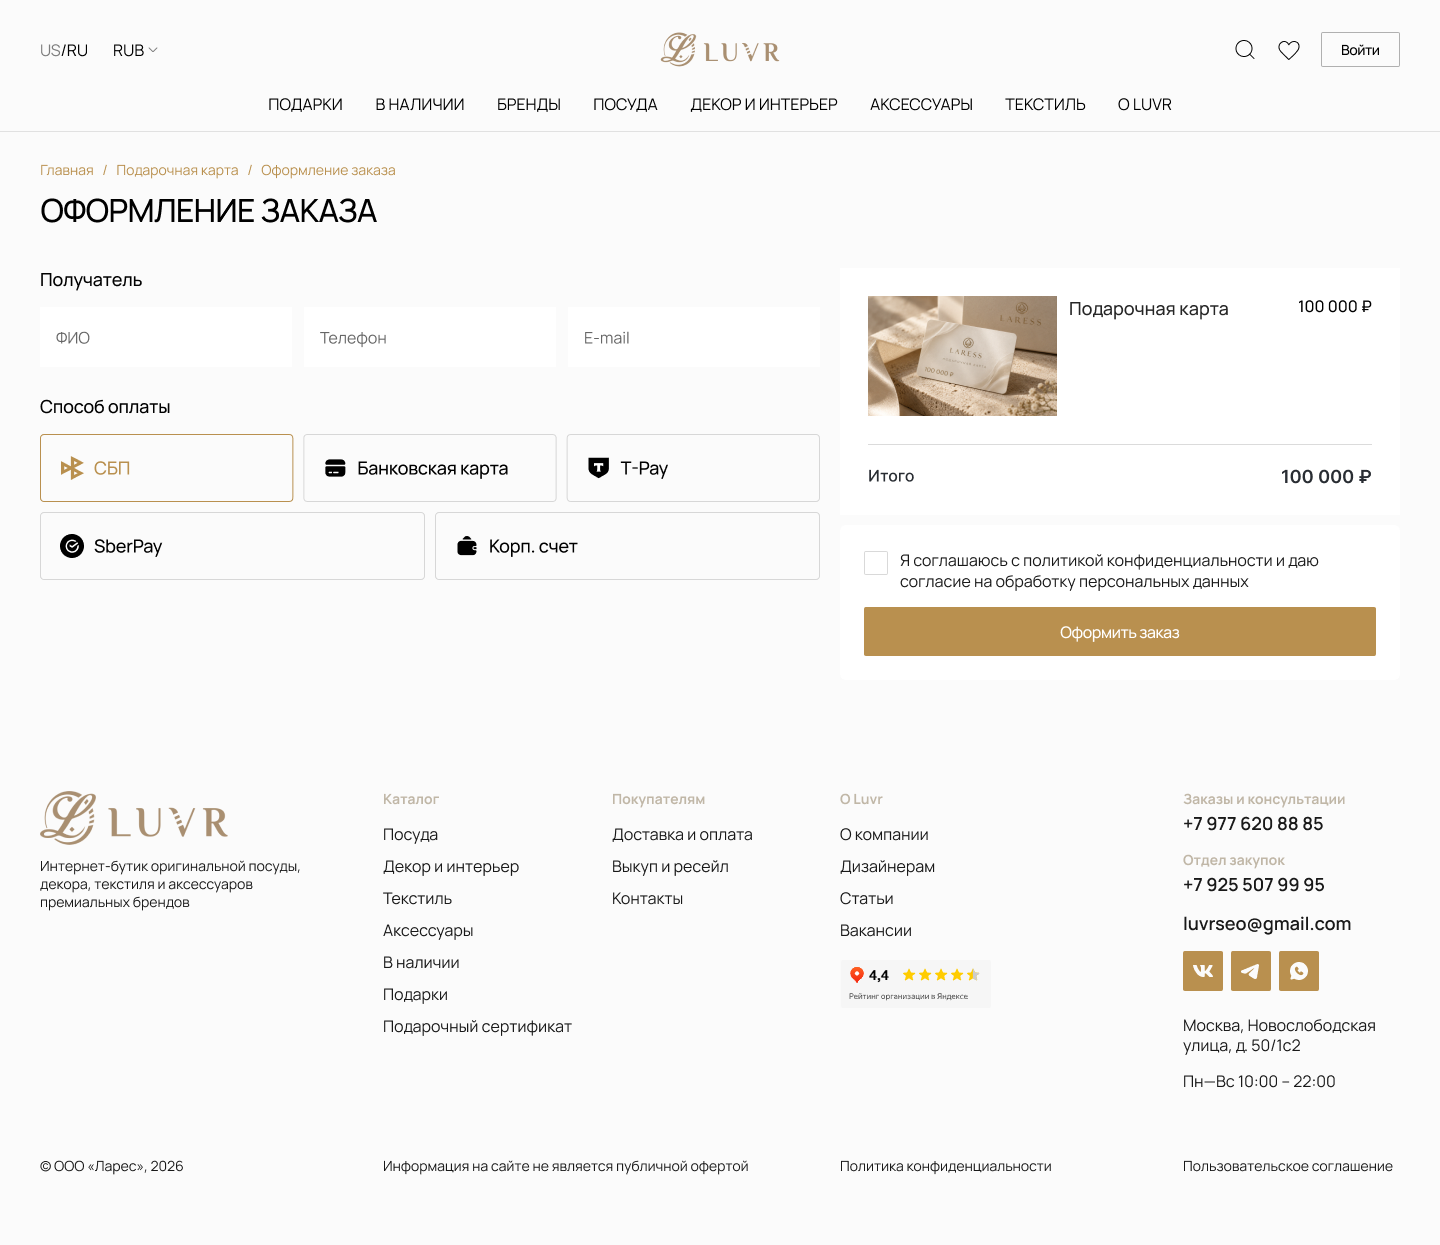 US/RU
RUB
LUVR
Войти
ПОДАРКИ
В НАЛИЧИИ
БРЕНДЫ
ПОСУДА
ДЕКОР И ИНТЕРЬЕР
АКСЕССУАРЫ
ТЕКСТИЛЬ
О LUVR
Главная / Подарочная карта / Оформление заказа
ОФОРМЛЕНИЕ ЗАКАЗА
Получатель
ФИО
Телефон
E-mail
Способ оплаты
СБП
Банковская карта
T-Pay
SberPay
Корп. счет
LARESS
LARESS
ПОДАРОЧНАЯ КАРТА
100 000 ₽
Подарочная карта
100 000 ₽
Итого
100 000 ₽
Я соглашаюсь с политикой конфиденциальности и даю
согласие на обработку персональных данных
Оформить заказ
LUVR
Интернет-бутик оригинальной посуды,
декора, текстиля и аксессуаров
премиальных брендов
Каталог
Посуда
Декор и интерьер
Текстиль
Аксессуары
В наличии
Подарки
Подарочный сертификат
Покупателям
Доставка и оплата
Выкуп и ресейл
Контакты
О Luvr
О компании
Дизайнерам
Статьи
Вакансии
4,4
Рейтинг организации в Яндексе
Заказы и консультации
+7 977 620 88 85
Отдел закупок
+7 925 507 99 95
luvrseo@gmail.com
Москва, Новослободская
улица, д. 50/1с2
Пн—Вс 10:00 – 22:00
© ООО «Ларес», 2026
Информация на сайте не является публичной офертой
Политика конфиденциальности
Пользовательское соглашение